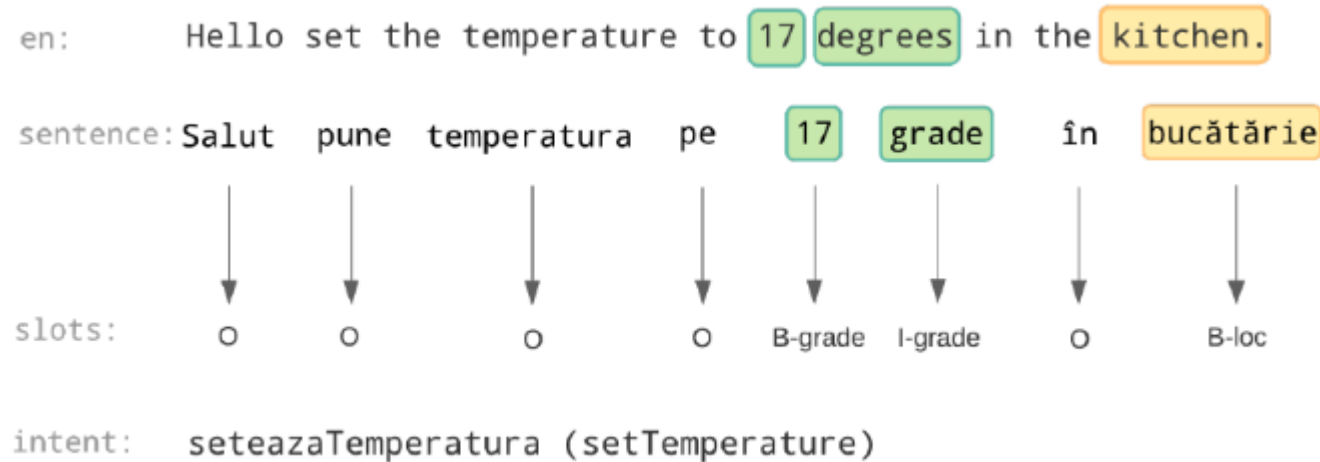 en: Hello set the temperature to 17 degrees in the kitchen.
sentence: Salut pune temperatura pe 17 grade în bucătărie
slots: O O O O B-grade I-grade O B-loc
intent: seteazaTemperatura (setTemperature)